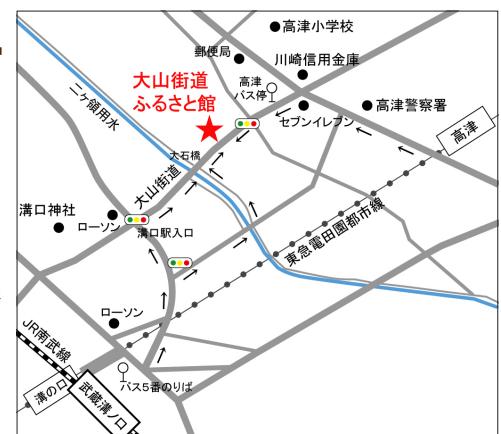 高津小学校
郵便局
川崎信用金庫
大山街道
ふるさと館
高津
バス停
二ヶ領用水
セブンイレブン
高津警察署
高津
大石橋
大山街道
溝口神社
ローソン
溝口駅入口
東急電田園都市線
ローソン
JR南武線
溝の口
武蔵溝ノ口
バス5番のりば